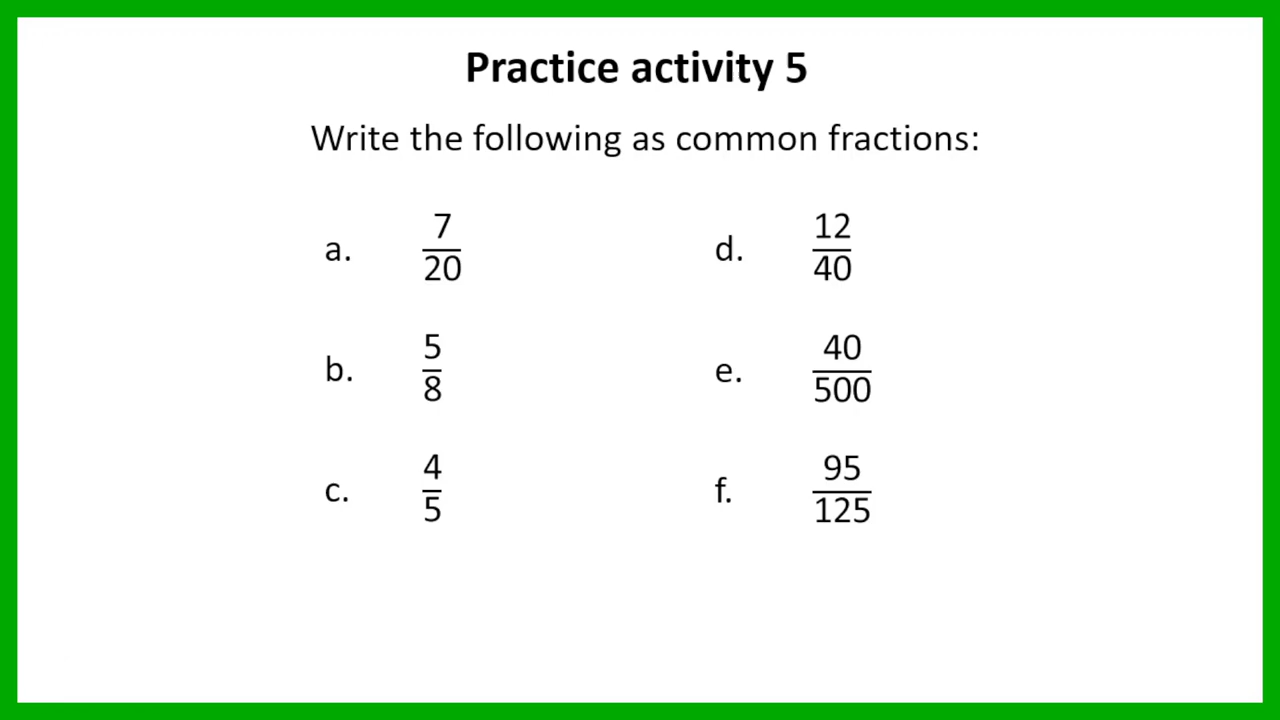 Practice activity 5
Write the following as common fractions:
a. 7/20
d. 12/40
b. 5/8
e. 40/500
c. 4/5
f. 95/125